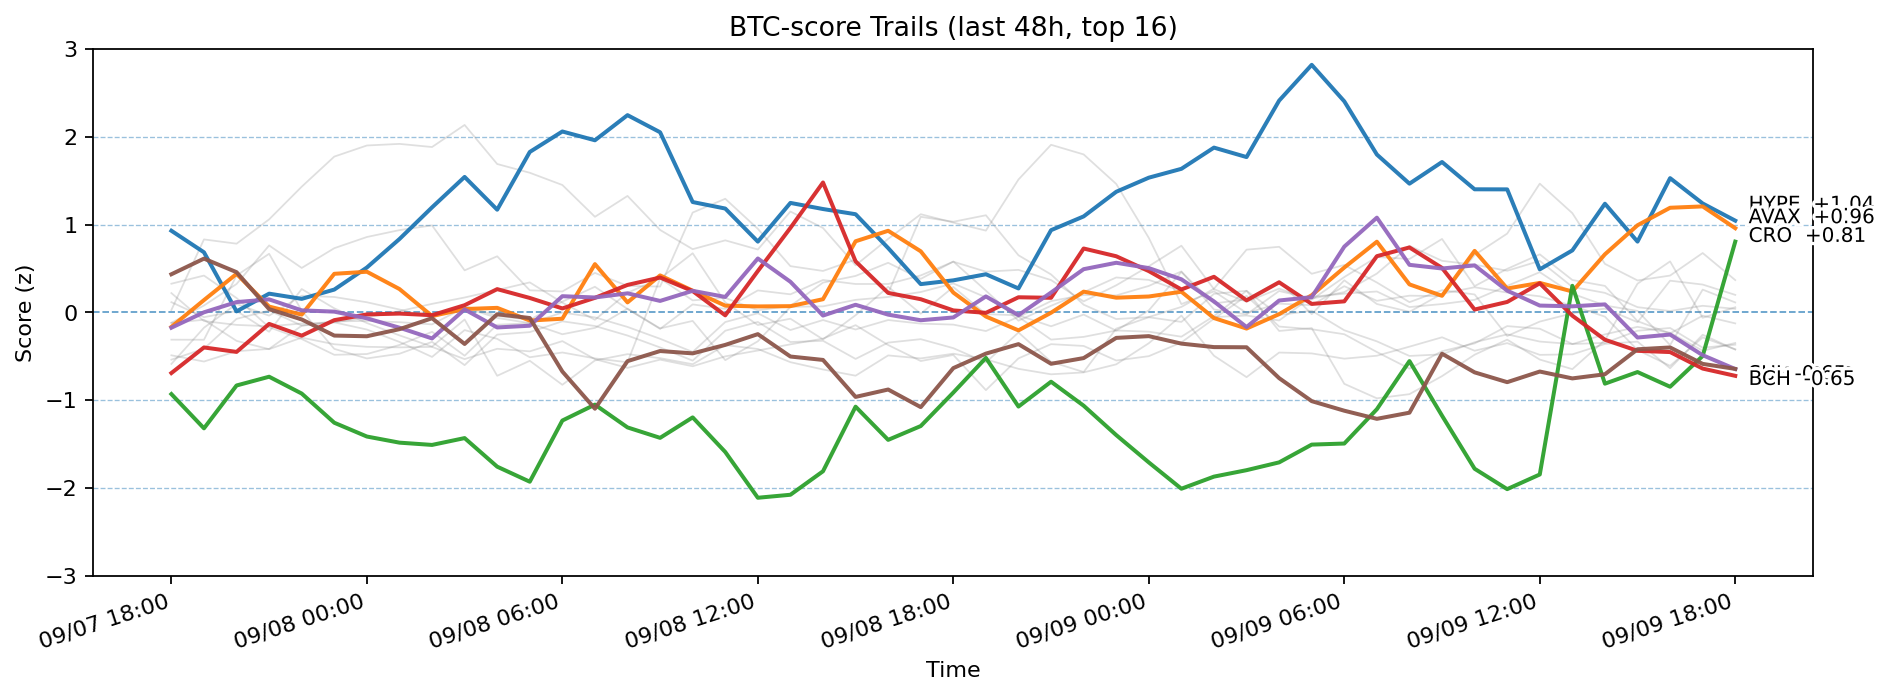 BTC-score Trails (last 48h, top 16)
Score (z)
3
2
1
0
−1
−2
−3
HYPE +1.04
AVAX +0.96
CRO +0.81
BCH -0.65
09/07 18:00
09/08 00:00
09/08 06:00
09/08 12:00
09/08 18:00
09/09 00:00
09/09 06:00
09/09 12:00
09/09 18:00
Time